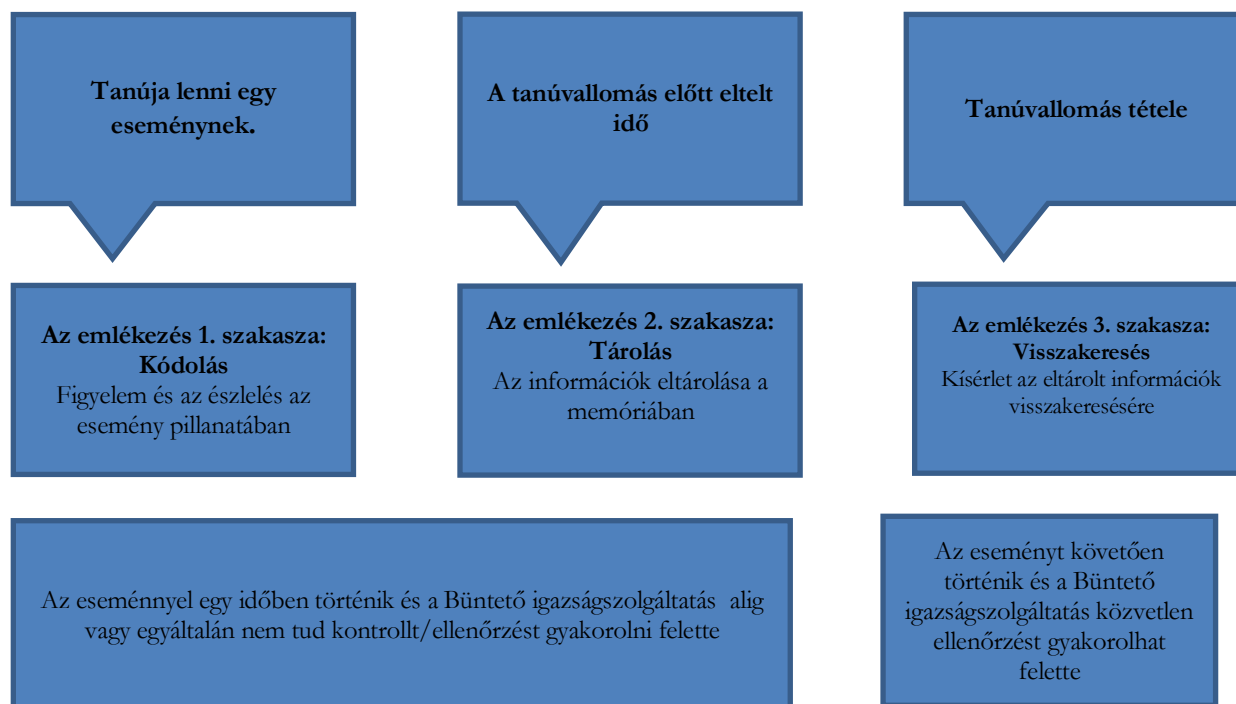 Tanúja lenni egy
eseménynek.
A tanúvallomás előtt eltelt
idő
Tanúvallomás tétele
Az emlékezés 1. szakasza:
Kódolás
Figyelem és az észlelés az
esemény pillanatában
Az emlékezés 2. szakasza:
Tárolás
Az információk eltárolása a
memóriában
Az emlékezés 3. szakasza:
Visszakeresés
Kísérlet az eltárolt információk
visszakeresésére
Az eseménnyel egy időben történik és a Büntető igazságszolgáltatás alig
vagy egyáltalán nem tud kontrollt/ellenőrzést gyakorolni felette
Az eseményt követően
történik és a Büntető
igazságszolgáltatás közvetlen
ellenőrzést gyakorolhat
felette